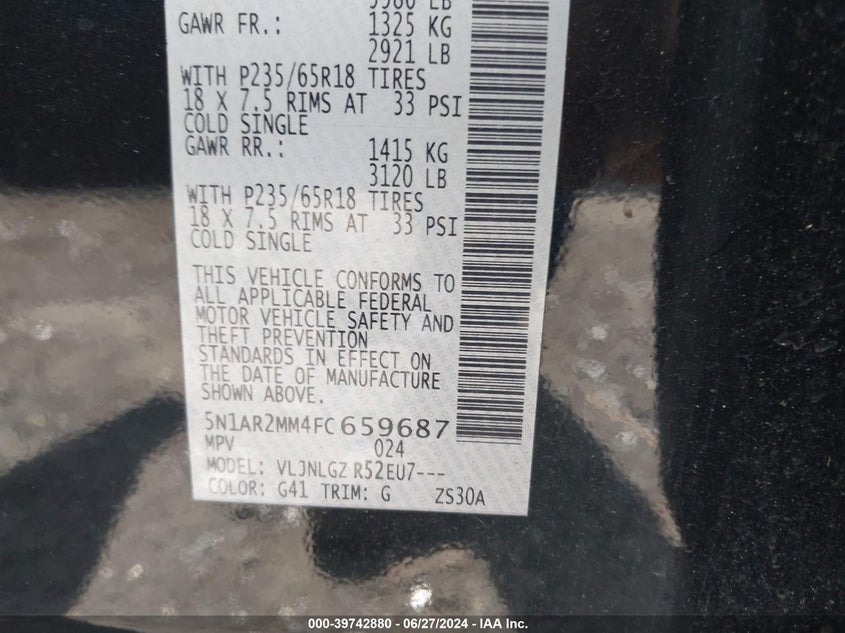 5986 LB
GAWR FR.: 1325 KG
2921 LB
WITH P235/65R18 TIRES
18 X 7.5 RIMS AT 33 PSI
COLD SINGLE
GAWR RR.: 1415 KG
3120 LB
WITH P235/65R18 TIRES
18 X 7.5 RIMS AT 33 PSI
COLD SINGLE
THIS VEHICLE CONFORMS TO
ALL APPLICABLE FEDERAL
MOTOR VEHICLE SAFETY AND
THEFT PREVENTION
STANDARDS IN EFFECT ON
THE DATE OF MANUFACTURE
SHOWN ABOVE.
5N1AR2MM4FC659687
MPV 024
MODEL: VLJNLGZ R52EU7---
COLOR: G41 TRIM: G ZS30A
000-39742880 - 06/27/2024 - IAA Inc.